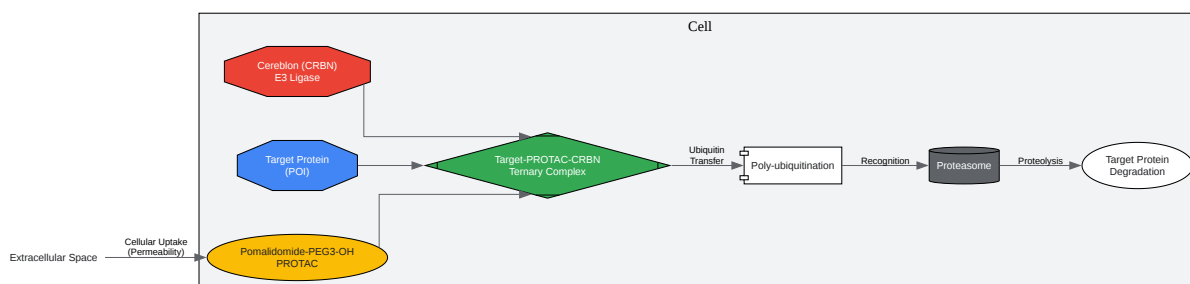 Cell
Cereblon (CRBN)
E3 Ligase
Target Protein
(POI)
Target-PROTAC-CRBN
Ternary Complex
Ubiquitin
Transfer
Poly-ubiquitination
Recognition
Proteasome
Proteolysis
Target Protein
Degradation
Extracellular Space
Cellular Uptake
(Permeability)
Pomalidomide-PEG3-OH
PROTAC